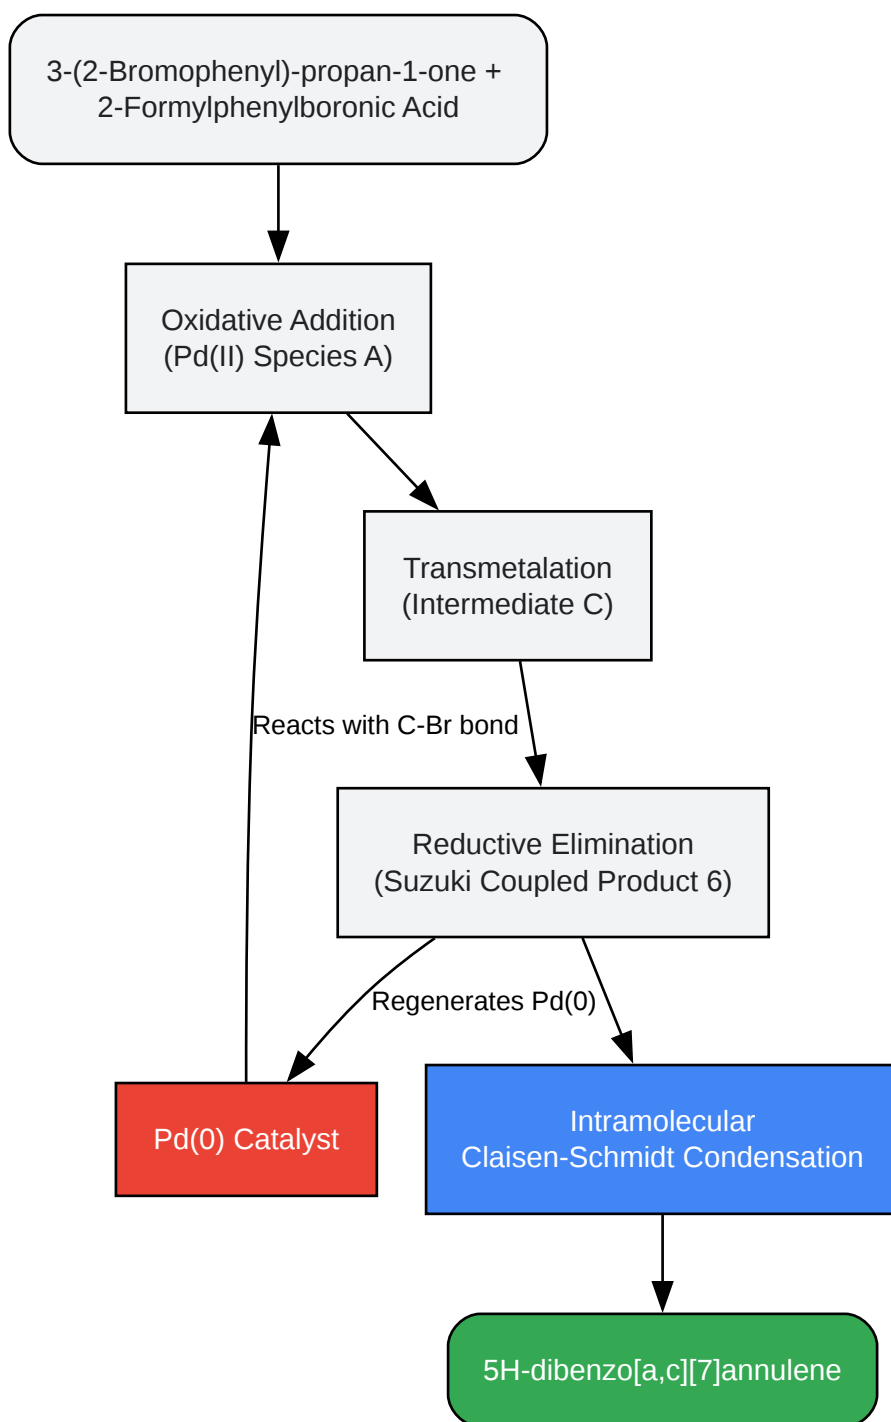 3-(2-Bromophenyl)-propan-1-one +
2-Formylphenylboronic Acid
Oxidative Addition
(Pd(II) Species A)
Transmetalation
(Intermediate C)
Reacts with C-Br bond
Reductive Elimination
(Suzuki Coupled Product 6)
Regenerates Pd(0)
Pd(0) Catalyst
Intramolecular
Claisen-Schmidt Condensation
5H-dibenzo[a,c][7]annulene